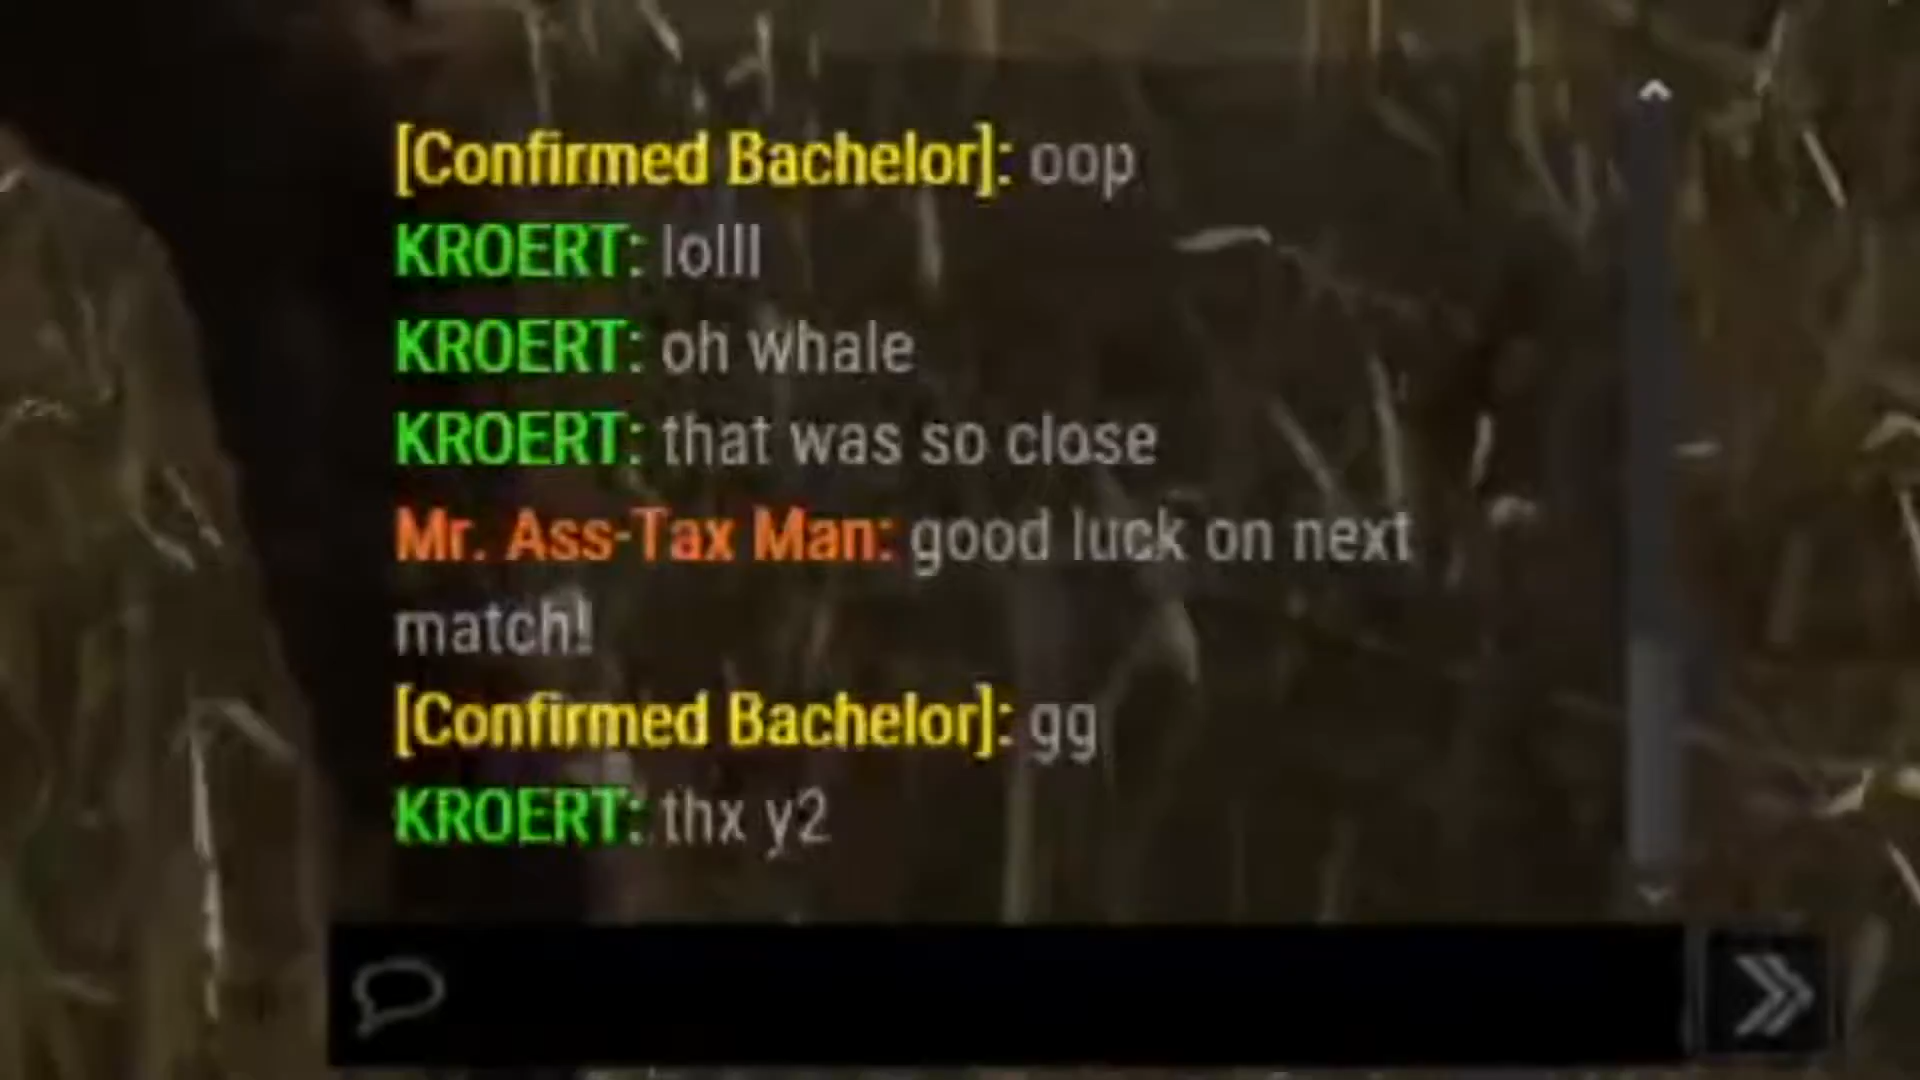 [Confirmed Bachelor]: oop
KROERT: lolll
KROERT: oh whale
KROERT: that was so close
Mr. Ass-Tax Man: good luck on next
match!
[Confirmed Bachelor]: gg
KROERT: thx y2